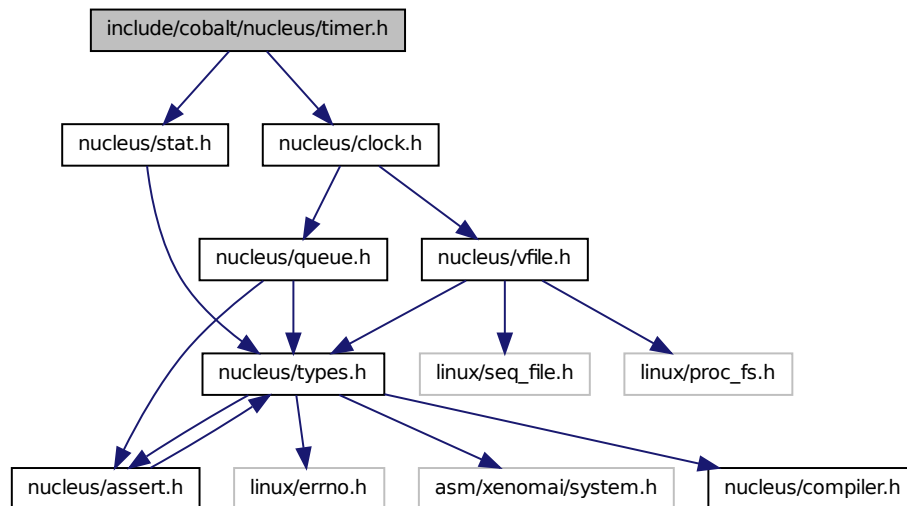 include/cobalt/nucleus/timer.h
nucleus/stat.h
nucleus/clock.h
nucleus/queue.h
nucleus/vfile.h
nucleus/types.h
linux/seq_file.h
linux/proc_fs.h
nucleus/assert.h
linux/errno.h
asm/xenomai/system.h
nucleus/compiler.h